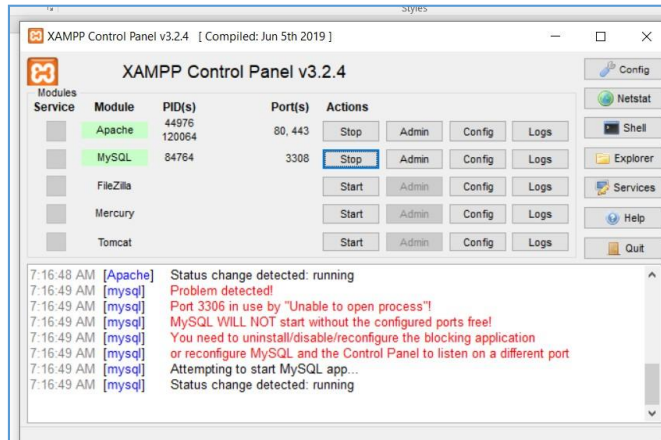 Styles
XAMPP Control Panel v3.2.4 [ Compiled: Jun 5th 2019 ]
XAMPP Control Panel v3.2.4
Config
Modules
Service Module PID(s) Port(s) Actions
Netstat
Apache 44976 120064 80, 443 Stop Admin Config Logs
Shell
MySQL 84764 3308 Stop Admin Config Logs
Explorer
FileZilla Start Admin Config Logs
Services
Mercury Start Admin Config Logs
Help
Tomcat Start Admin Config Logs
Quit
7:16:48 AM [Apache] Status change detected: running
7:16:49 AM [mysql] Problem detected!
7:16:49 AM [mysql] Port 3306 in use by "Unable to open process"!
7:16:49 AM [mysql] MySQL WILL NOT start without the configured ports free!
7:16:49 AM [mysql] You need to uninstall/disable/reconfigure the blocking application
7:16:49 AM [mysql] or reconfigure MySQL and the Control Panel to listen on a different port
7:16:49 AM [mysql] Attempting to start MySQL app...
7:16:49 AM [mysql] Status change detected: running